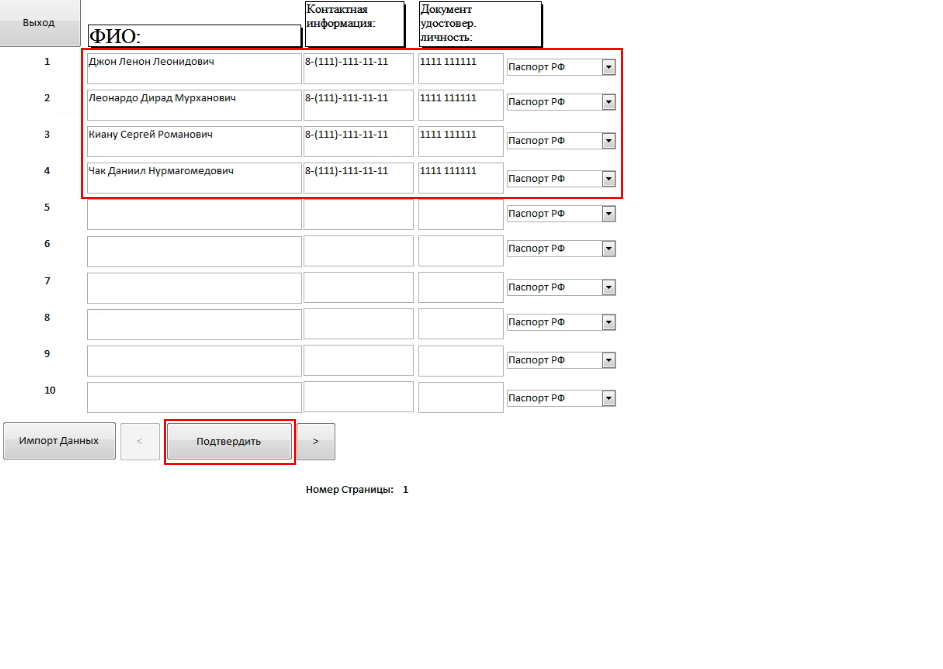 Выход
ФИО:
Контактная
информация:
Документ
удостовер.
личность:
1 Джон Ленон Леонидович 8-(111)-111-11-11 1111 111111 Паспорт РФ
2 Леонардо Дирад Мурханович 8-(111)-111-11-11 1111 111111 Паспорт РФ
3 Киану Сергей Романович 8-(111)-111-11-11 1111 111111 Паспорт РФ
4 Чак Даниил Нурмагомедович 8-(111)-111-11-11 1111 111111 Паспорт РФ
5 Паспорт РФ
6 Паспорт РФ
7 Паспорт РФ
8 Паспорт РФ
9 Паспорт РФ
10 Паспорт РФ
Импорт Данных < Подтвердить >
Номер Страницы: 1